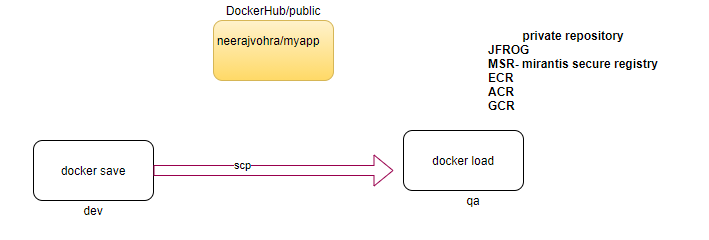 DockerHub/public
neerajvohra/myapp
private repository
JFROG
MSR- mirantis secure registry
ECR
ACR
GCR
docker save
scp
docker load
dev
qa